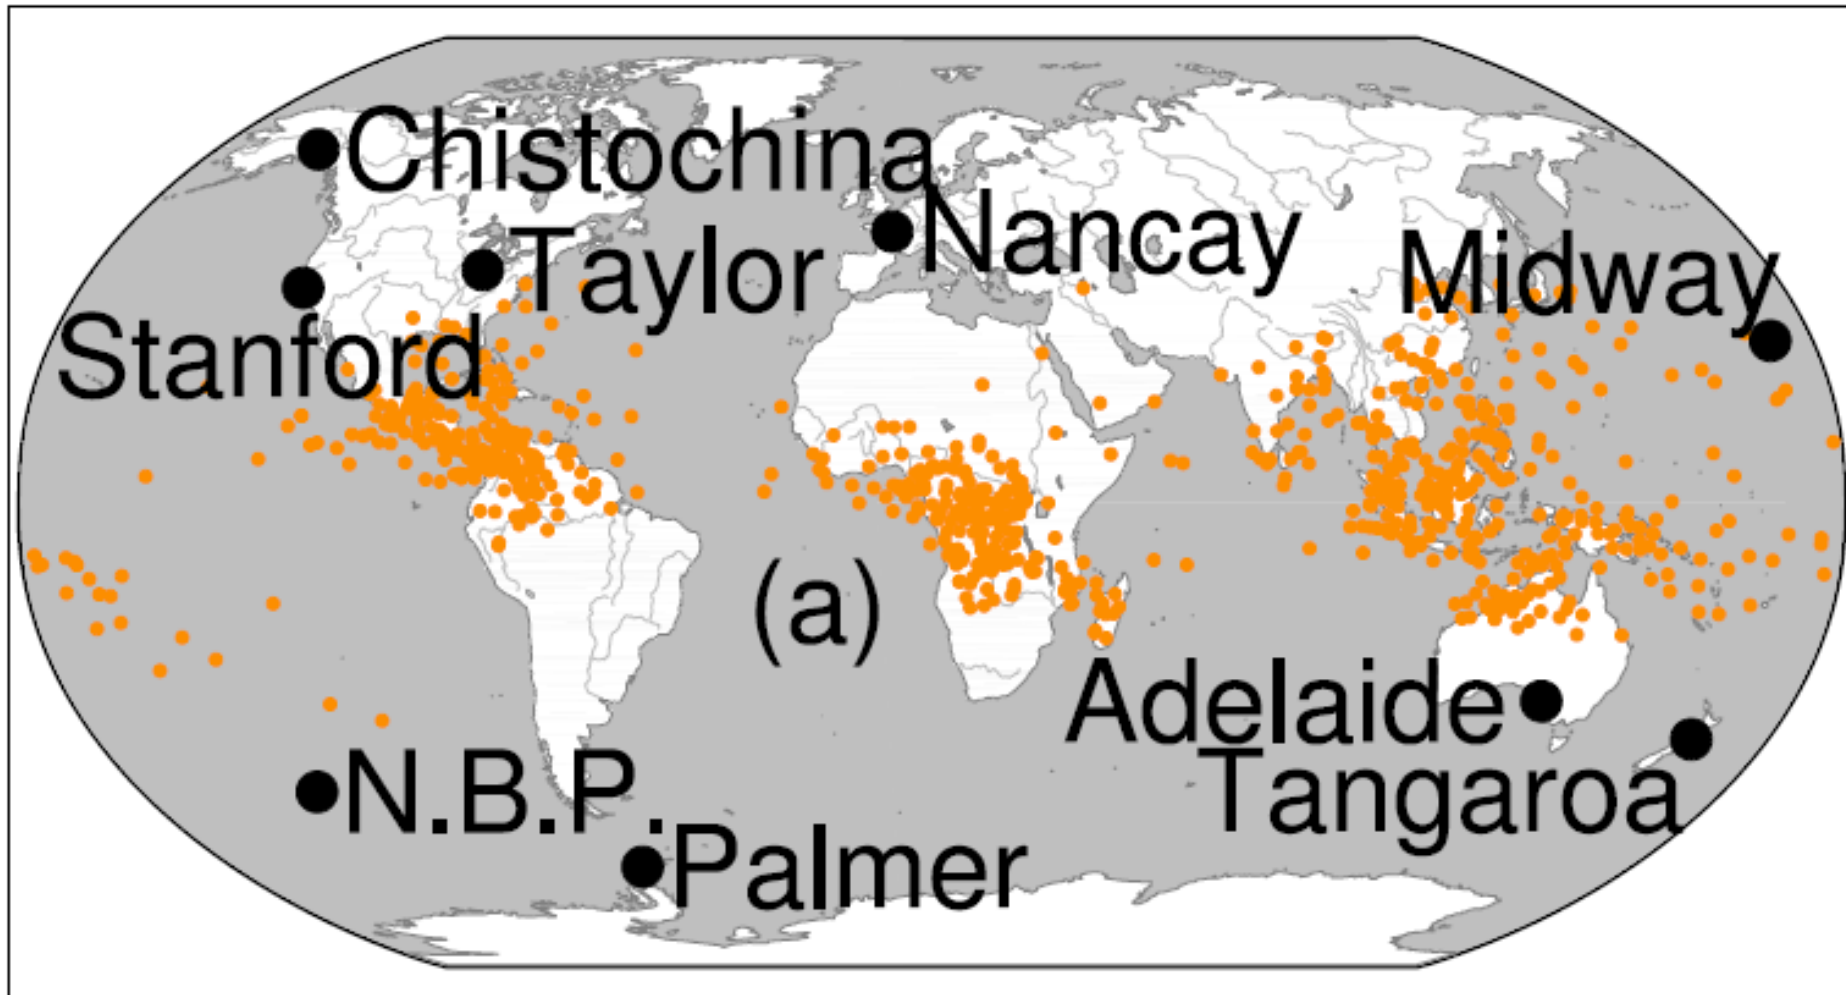 Chistochina
Nancay
Taylor
Midway
Stanford
(a)
Adelaide
N.B.P.
Tangaroa
Palmer